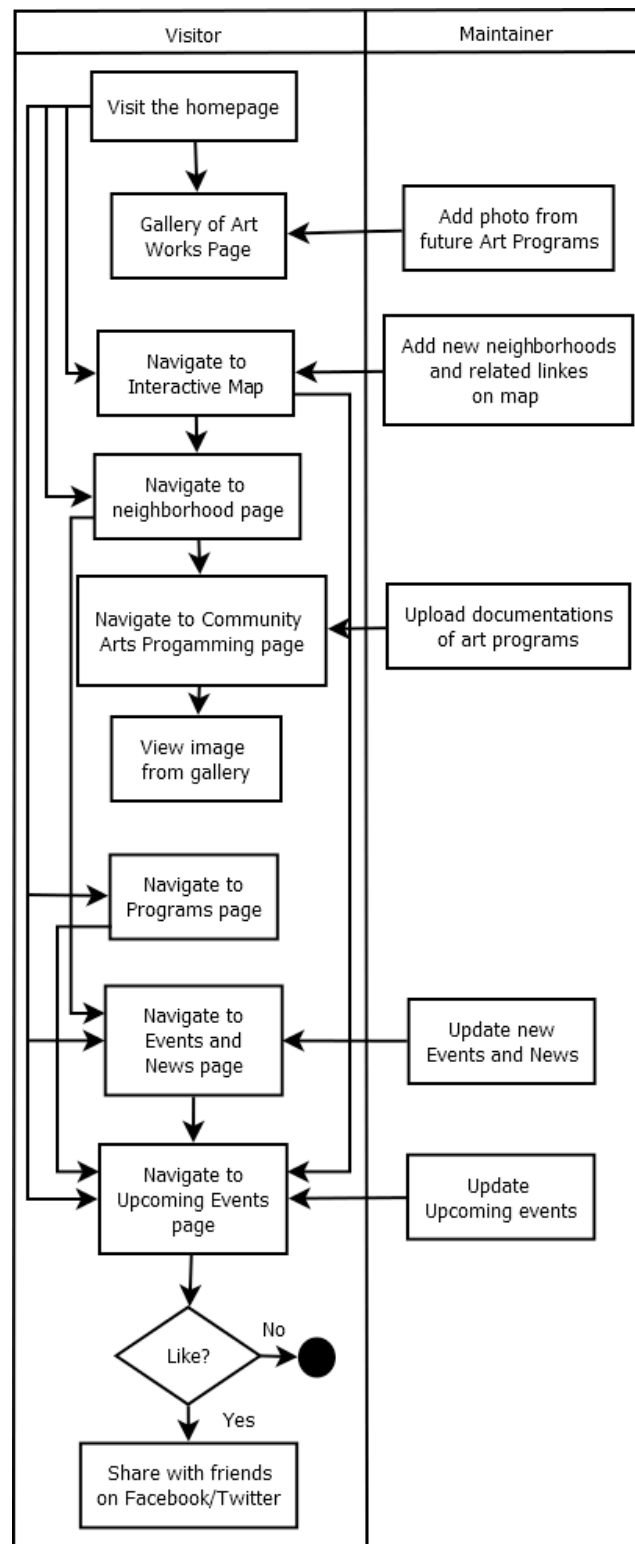 Visitor
Maintainer
Visit the homepage
Gallery of Art
Works Page
Add photo from
future Art Programs
Navigate to
Interactive Map
Add new neighborhoods
and related linkes
on map
Navigate to
neighborhood page
Navigate to Community
Arts Progamming page
Upload documentations
of art programs
View image
from gallery
Navigate to
Programs page
Navigate to
Events and
News page
Update new
Events and News
Navigate to
Upcoming Events
page
Update
Upcoming events
Like?
No
Yes
Share with friends
on Facebook/Twitter